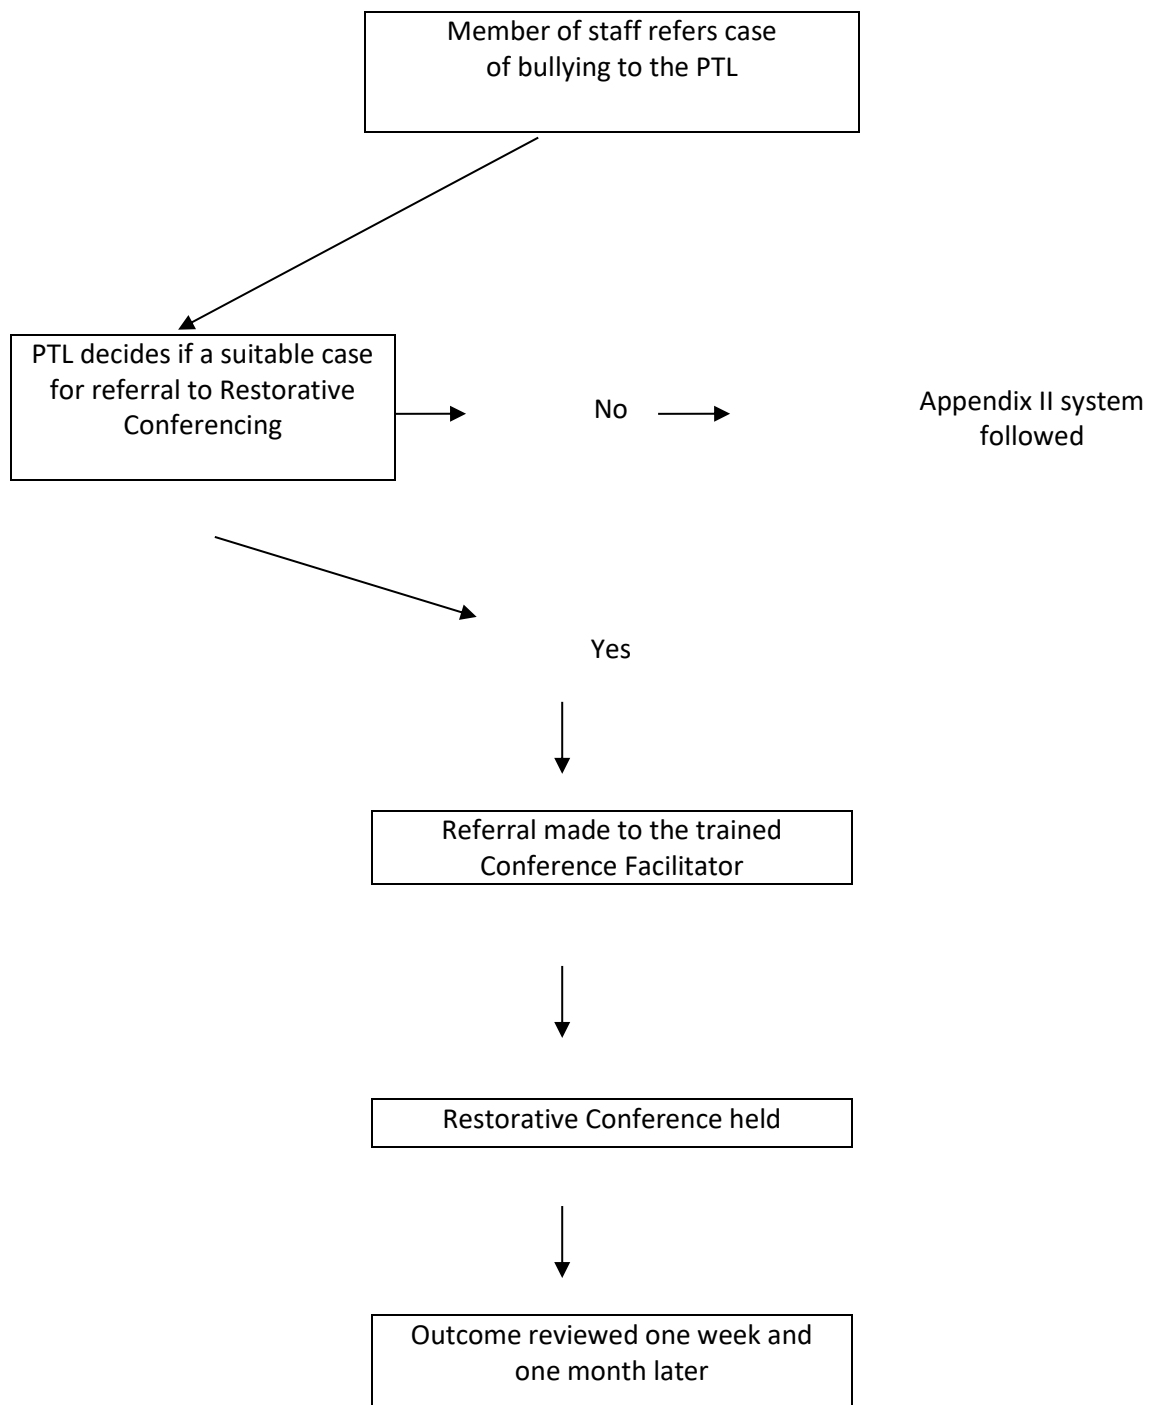 Member of staff refers case
of bullying to the PTL
PTL decides if a suitable case
for referral to Restorative
Conferencing
No
Appendix II system
followed
Yes
Referral made to the trained
Conference Facilitator
Restorative Conference held
Outcome reviewed one week and
one month later